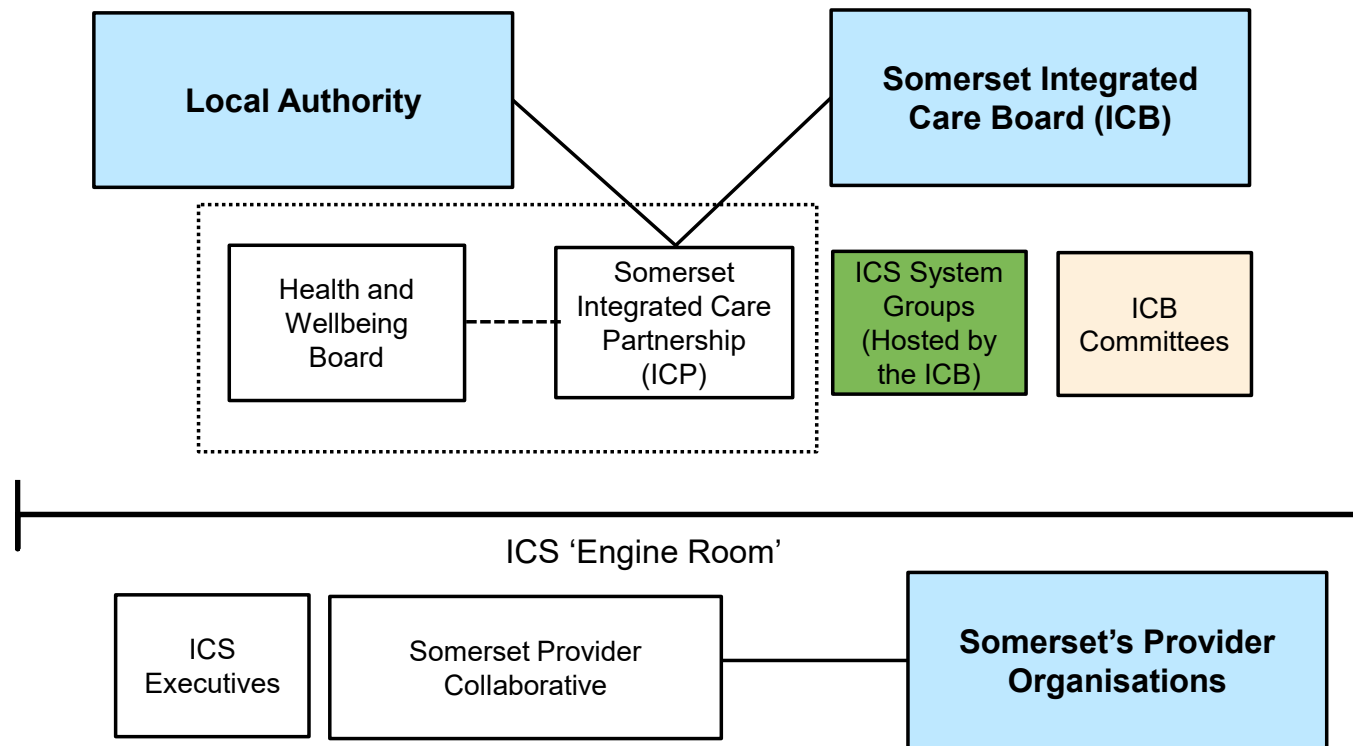 Local Authority
Somerset Integrated
Care Board (ICB)
Health and
Wellbeing
Board
Somerset
Integrated Care
Partnership
(ICP)
ICS System
Groups
(Hosted by
the ICB)
ICB
Committees
ICS ‘Engine Room’
ICS
Executives
Somerset Provider
Collaborative
Somerset’s Provider
Organisations